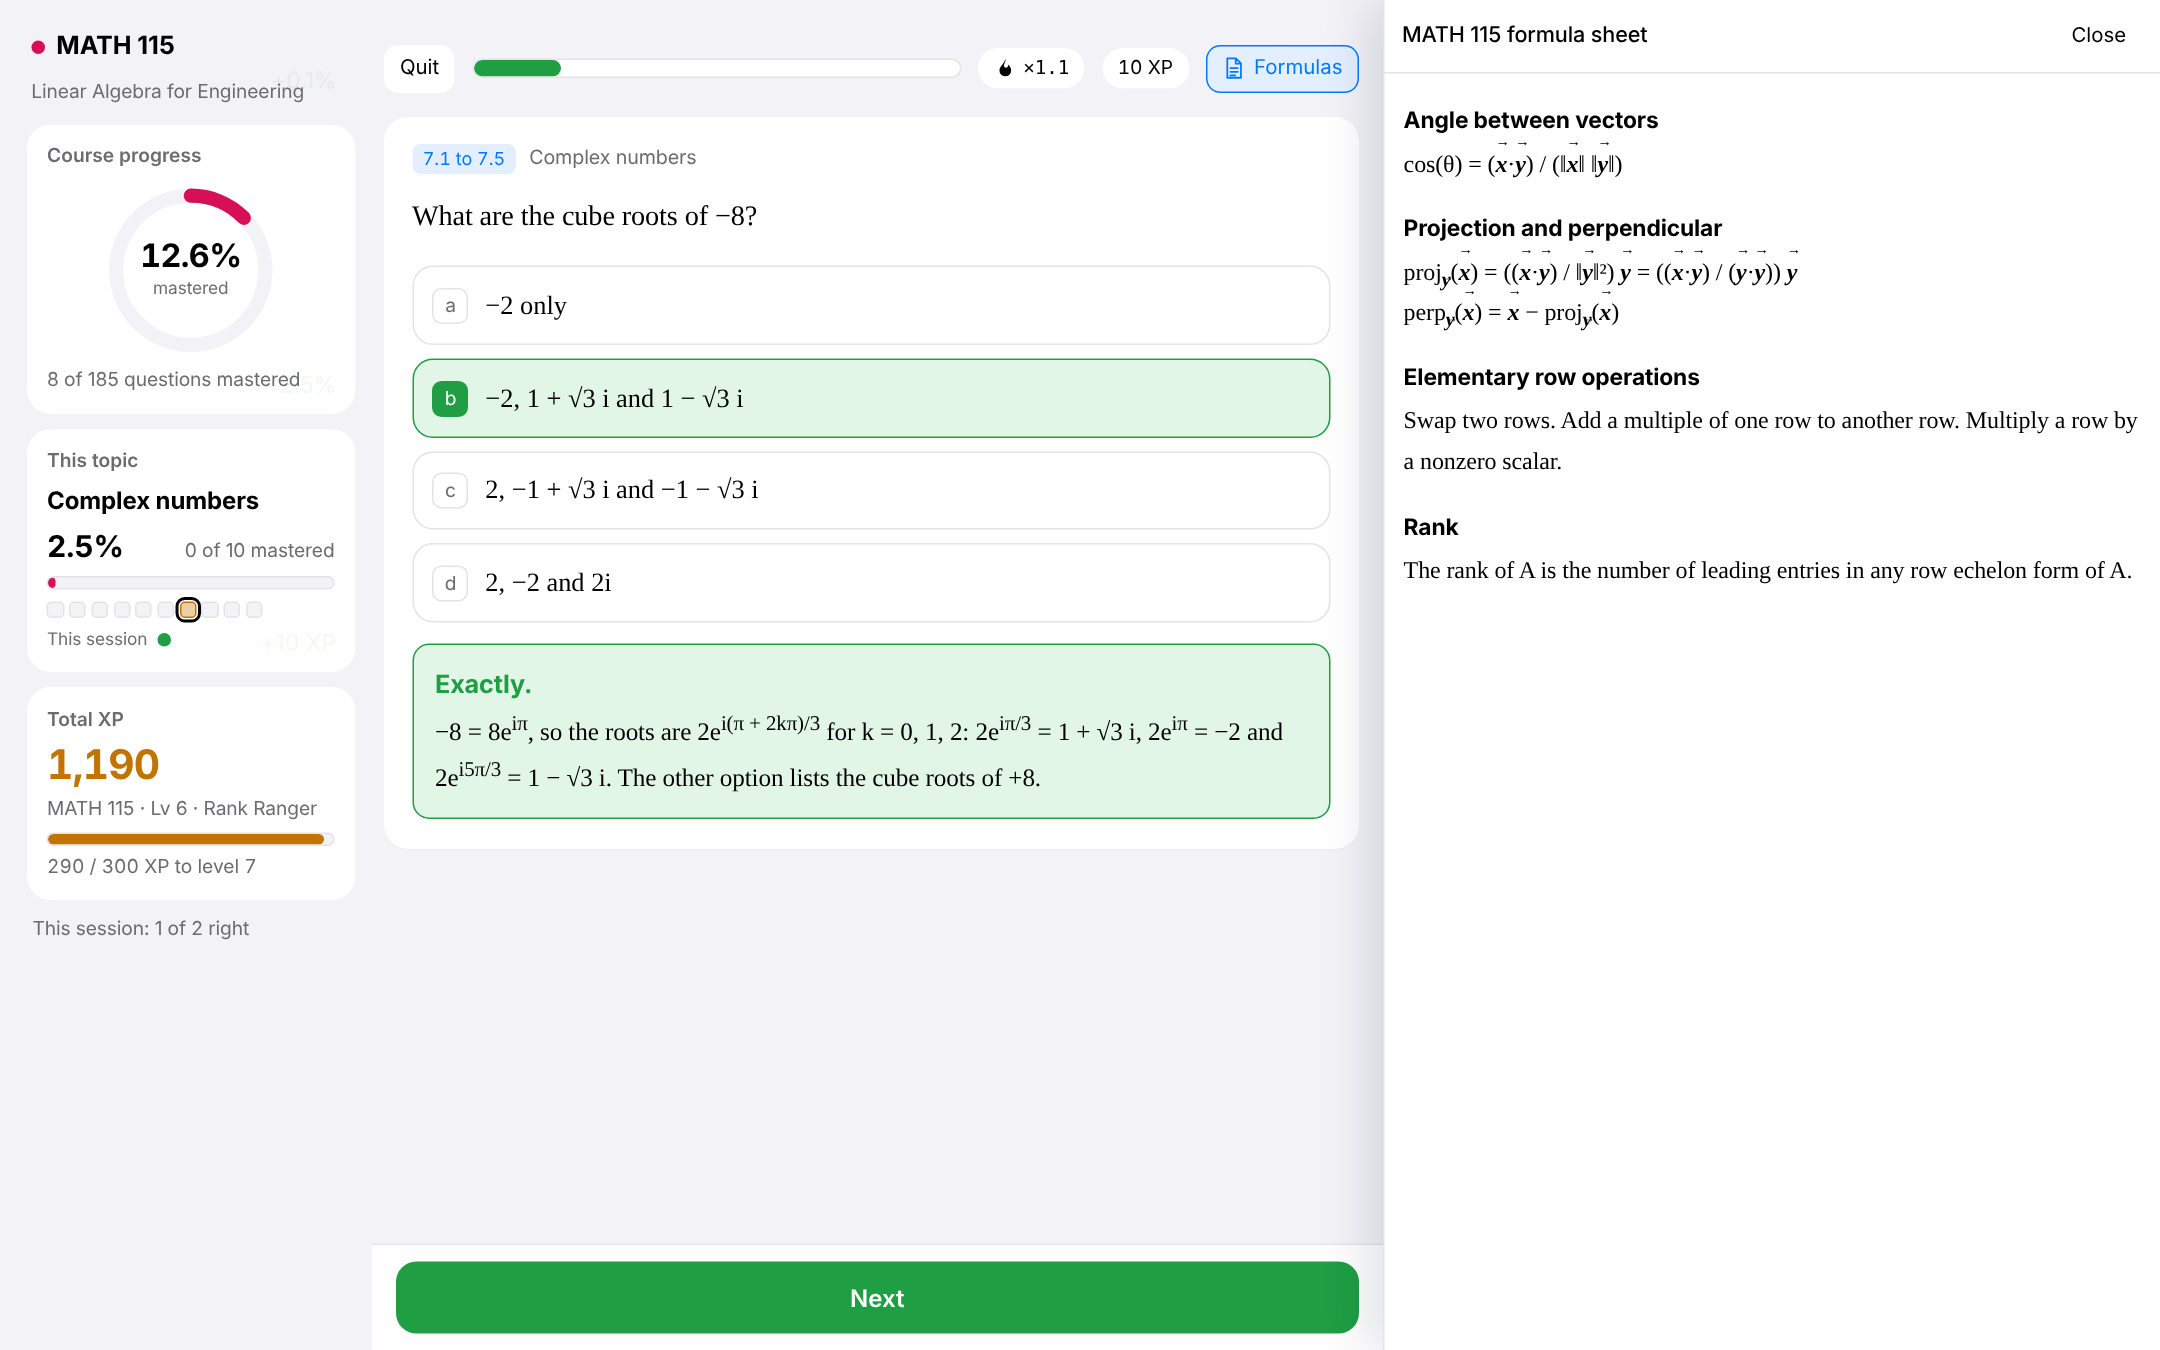 MATH 115
+0.1%
Linear Algebra for Engineering
Course progress
12.6%
mastered
8 of 185 questions mastered
This topic
Complex numbers
2.5%
0 of 10 mastered
This session
+10 XP
Total XP
1,190
MATH 115 · Lv 6 · Rank Ranger
290 / 300 XP to level 7
This session: 1 of 2 right
Quit
×1.1
10 XP
Formulas
7.1 to 7.5 Complex numbers
What are the cube roots of −8?
a −2 only
b −2, 1 + √3 i and 1 − √3 i
c 2, −1 + √3 i and −1 − √3 i
d 2, −2 and 2i
Exactly.
−8 = 8e^{iπ}, so the roots are 2e^{i(π + 2kπ)/3} for k = 0, 1, 2: 2e^{iπ/3} = 1 + √3 i, 2e^{iπ} = −2 and
2e^{i5π/3} = 1 − √3 i. The other option lists the cube roots of +8.
Next
MATH 115 formula sheet
Close
Angle between vectors
cos(θ) = (x⃗·y⃗) / (‖x⃗‖ ‖y⃗‖)
Projection and perpendicular
proj_y⃗(x⃗) = ((x⃗·y⃗) / ‖y⃗‖²) y⃗ = ((x⃗·y⃗) / (y⃗·y⃗)) y⃗
perp_y⃗(x⃗) = x⃗ − proj_y⃗(x⃗)
Elementary row operations
Swap two rows. Add a multiple of one row to another row. Multiply a row by
a nonzero scalar.
Rank
The rank of A is the number of leading entries in any row echelon form of A.